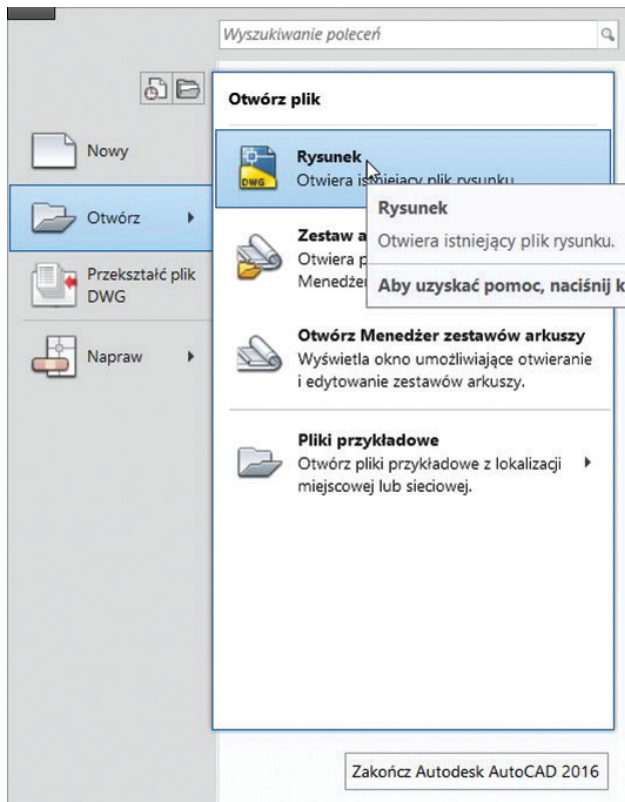 Wyszukiwanie poleceń
Otwórz plik
Nowy
Otwórz
Przekształć plik
DWG
Napraw
DWG
Rysunek
Otwiera istniejący plik rysunku
Rysunek
Otwiera istniejący plik rysunku.
Aby uzyskać pomoc, naciśnij k
Zestaw a
Otwiera p
Menedżer
Otwórz Menedżer zestawów arkuszy
Wyświetla okno umożliwiające otwieranie
i edytowanie zestawów arkuszy.
Pliki przykładowe
Otwórz pliki przykładowe z lokalizacji
miejscowej lub sieciowej.
Zakończ Autodesk AutoCAD 2016